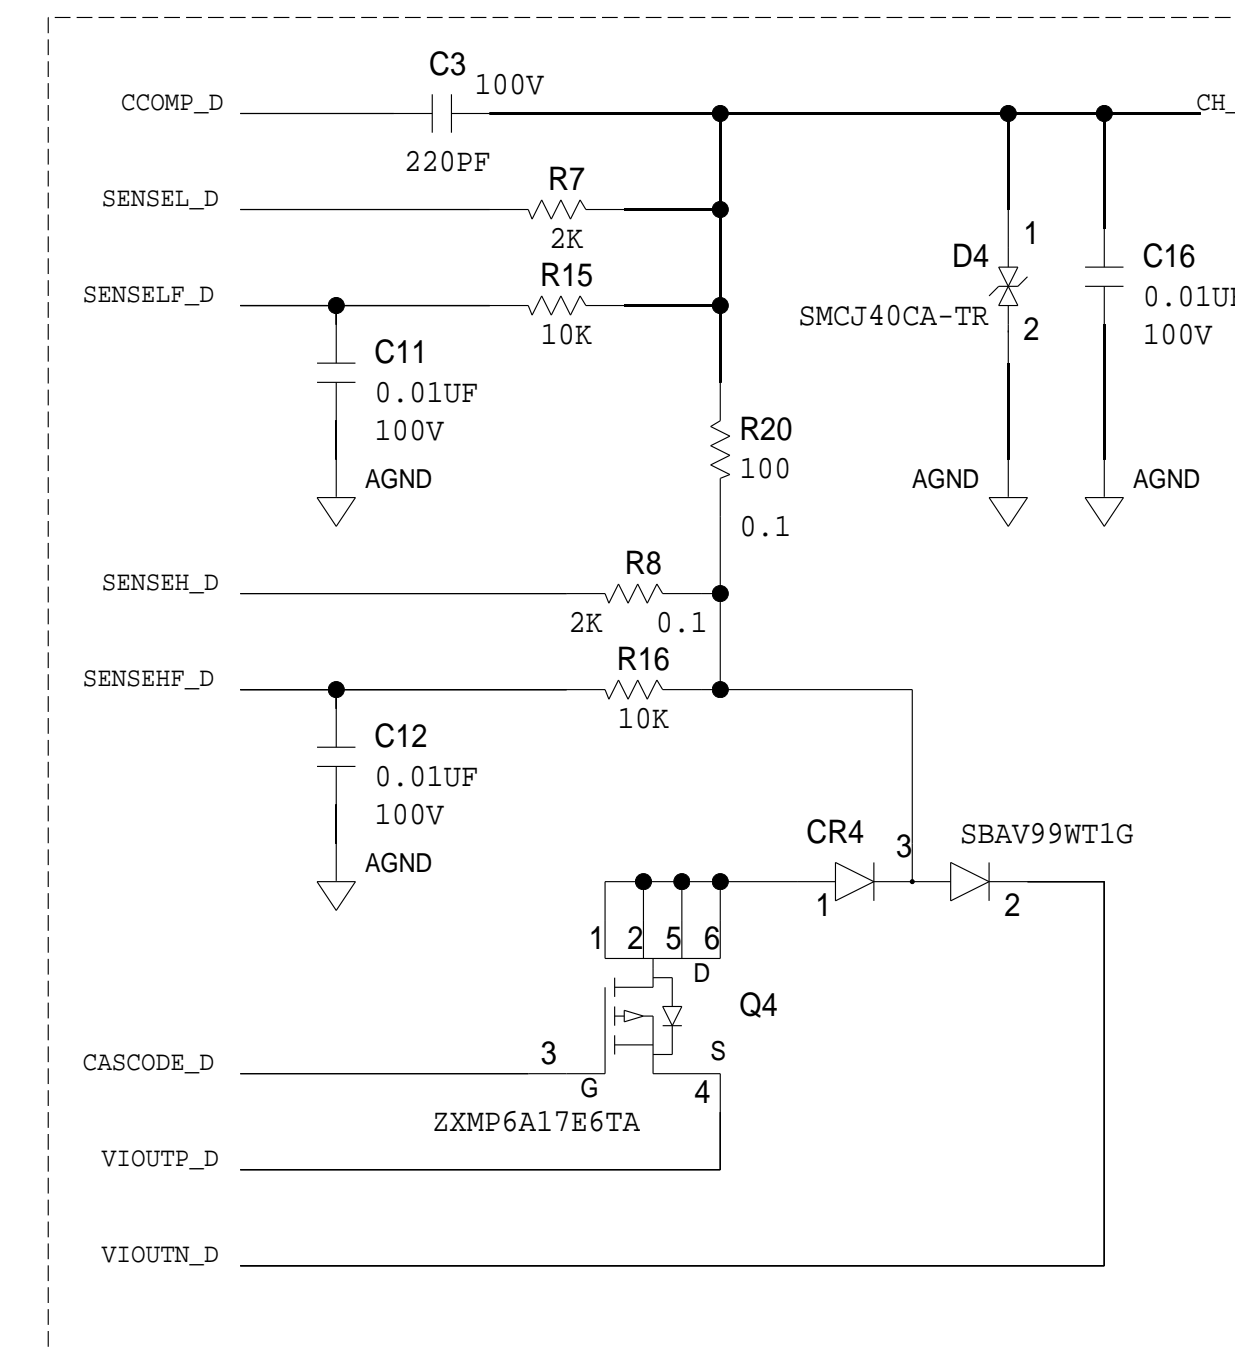 C3
100V
CCOMP_D
CH_
220PF
R7
SENSEL_D
2K
R15
SENSELF_D
10K
D4
1
SMCJ40CA-TR
2
C16
0.01U
100V
C11
0.01UF
100V
AGND
R20
100
0.1
AGND
AGND
R8
SENSEH_D
2K
0.1
R16
SENSEHF_D
10K
C12
0.01UF
100V
AGND
CR4
3
SBAV99WT1G
1
2
1
2
5
6
D
Q4
3
S
CASCODE_D
G
4
ZXMP6A17E6TA
VIOUTP_D
VIOUTN_D